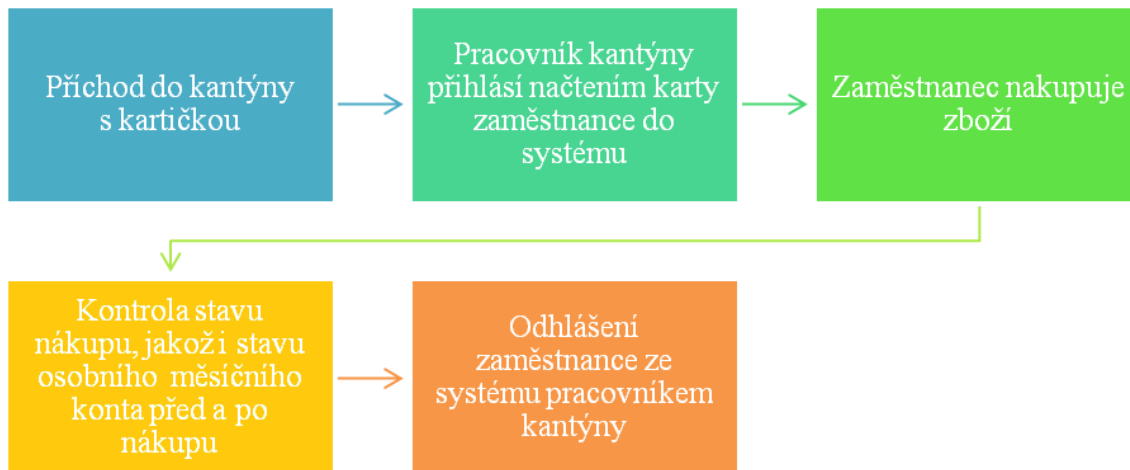 Příchod do kantýny
s kartičkou
Pracovník kantýny
přihlásí načtením karty
zaměstnance do
systému
Zaměstnanec nakupuje
zboží
Kontrola stavu
nákupu, jakož i stavu
osobního měsíčního
konta před a po
nákupu
Odhlášení
zaměstnance ze
systému pracovníkem
kantýny